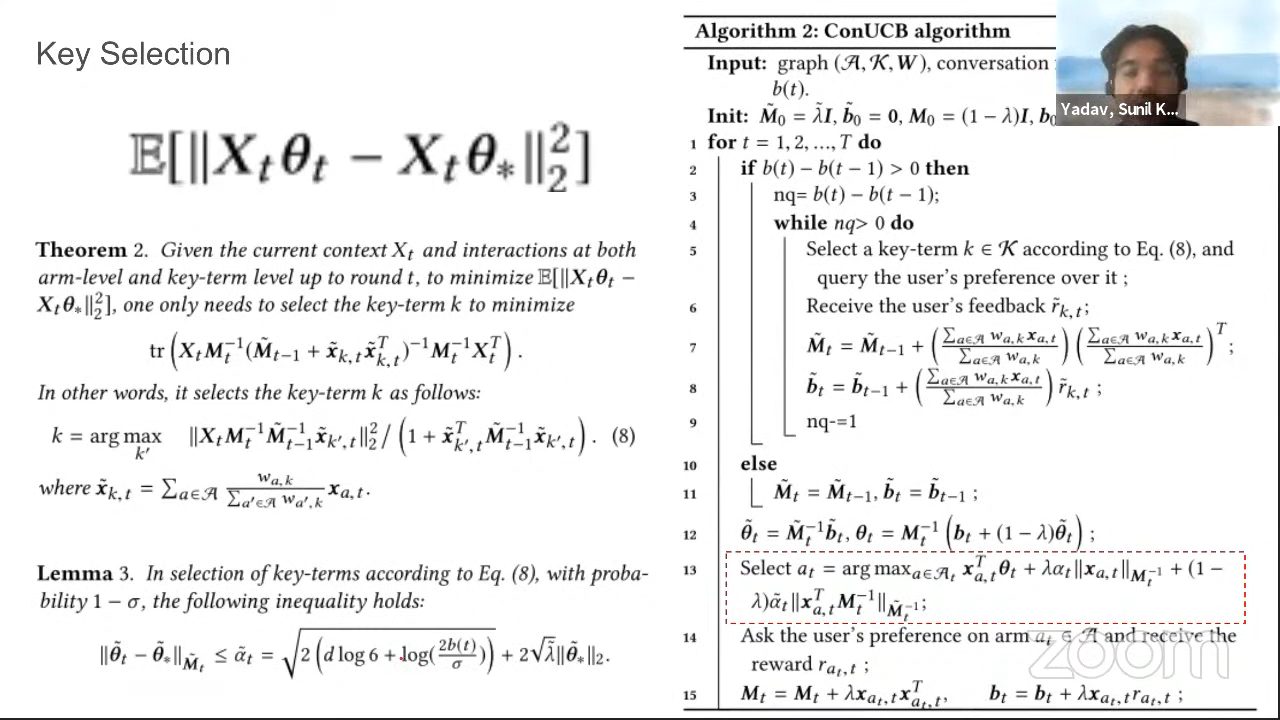 Key Selection
𝔼[‖X_tθ_t − X_tθ_*‖₂²]
Theorem 2. Given the current context X_t and interactions at both
arm-level and key-term level up to round t, to minimize 𝔼[‖X_tθ_t −
X_tθ_*‖₂²], one only needs to select the key-term k to minimize
tr(X_t M_t^{-1}(M̃_{t−1} + x̃_{k,t} x̃_{k,t}^T)^{-1} M_t^{-1} X_t^T).
In other words, it selects the key-term k as follows:
k = arg max_{k'} ‖X_t M_t^{-1} M̃_{t−1}^{-1} x̃_{k',t}‖₂² / (1 + x̃_{k',t}^T M̃_{t−1}^{-1} x̃_{k',t}). (8)
where x̃_{k,t} = ∑_{a∈𝒜} \frac{w_{a,k}}{∑_{a'∈𝒜} w_{a',k}} x_{a,t}.
Lemma 3. In selection of key-terms according to Eq. (8), with proba-
bility 1 − σ, the following inequality holds:
‖θ̃_t − θ̃_*‖_{M̃_t} ≤ α̃_t = \sqrt{2(d log 6 + log(\frac{2b(t)}{σ}))} + 2\sqrt{λ̃}‖θ̃_*‖₂.
Algorithm 2: ConUCB algorithm
Input: graph (𝒜, 𝒦, W), conversation
b(t).
Init: M̃_0 = λ̃I, b̃_0 = 0, M_0 = (1 − λ)I, b_0
1 for t = 1, 2, ..., T do
2 if b(t) − b(t − 1) > 0 then
3 nq= b(t) − b(t − 1);
4 while nq> 0 do
5 Select a key-term k ∈ 𝒦 according to Eq. (8), and
query the user's preference over it ;
6 Receive the user's feedback r̃_{k,t};
7 M̃_t = M̃_{t−1} + (\frac{∑_{a∈𝒜} w_{a,k}x_{a,t}}{∑_{a∈𝒜} w_{a,k}}) (\frac{∑_{a∈𝒜} w_{a,k}x_{a,t}}{∑_{a∈𝒜} w_{a,k}})^T ;
8 b̃_t = b̃_{t−1} + (\frac{∑_{a∈𝒜} w_{a,k}x_{a,t}}{∑_{a∈𝒜} w_{a,k}}) r̃_{k,t} ;
9 nq-=1
10 else
11 M̃_t = M̃_{t−1}, b̃_t = b̃_{t−1} ;
12 θ̃_t = M̃_t^{-1} b̃_t, θ_t = M_t^{-1}(b_t + (1 − λ)θ̃_t) ;
13 Select a_t = arg max_{a∈𝒜_t} x_{a,t}^T θ_t + λα_t‖x_{a,t}‖_{M_t^{-1}} + (1 −
λ)α̃_t‖x_{a,t}^T M_t^{-1}‖_{M̃_t^{-1}};
14 Ask the user's preference on arm a_t ∈ 𝒜 and receive the
reward r_{a_t,t} ;
15 M_t = M_t + λx_{a_t,t}x_{a_t,t}^T, b_t = b_t + λx_{a_t,t}r_{a_t,t} ;
Yadav, Sunil K...
zoom